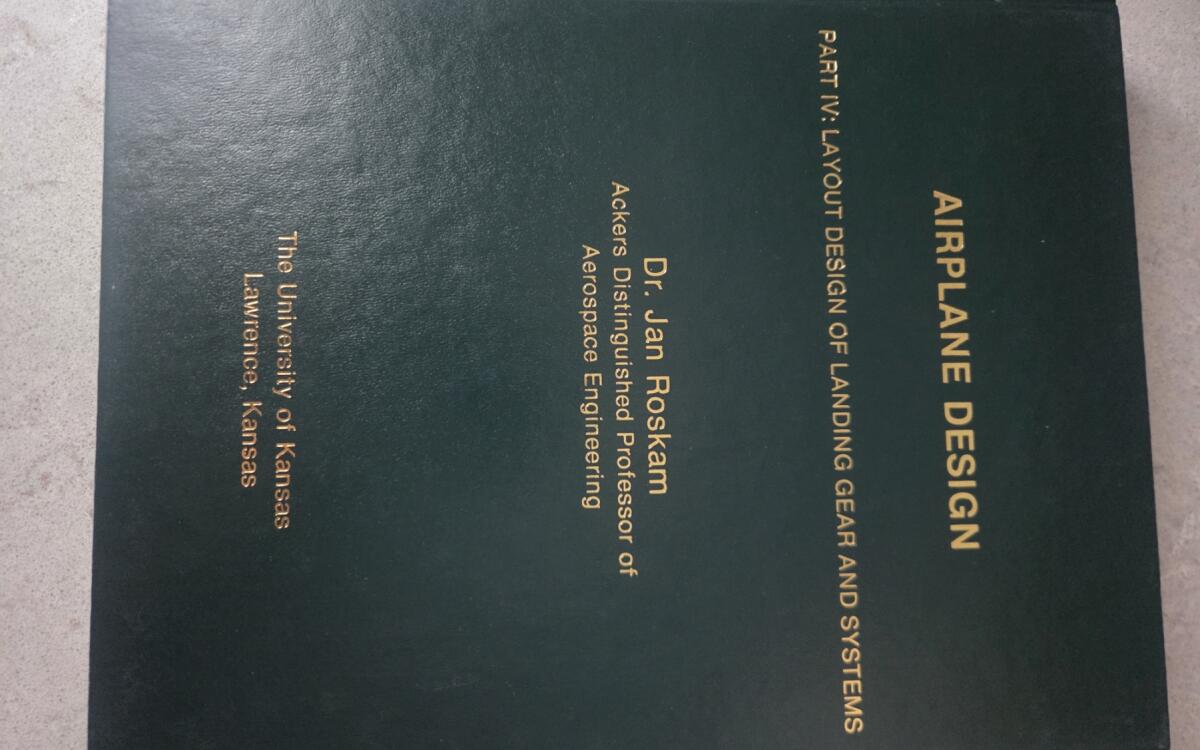 AIRPLANE DESIGN
PART IV: LAYOUT DESIGN OF LANDING GEAR AND SYSTEMS
Dr. Jan Roskam
Ackers Distinguished Professor of
Aerospace Engineering
The University of Kansas
Lawrence, Kansas